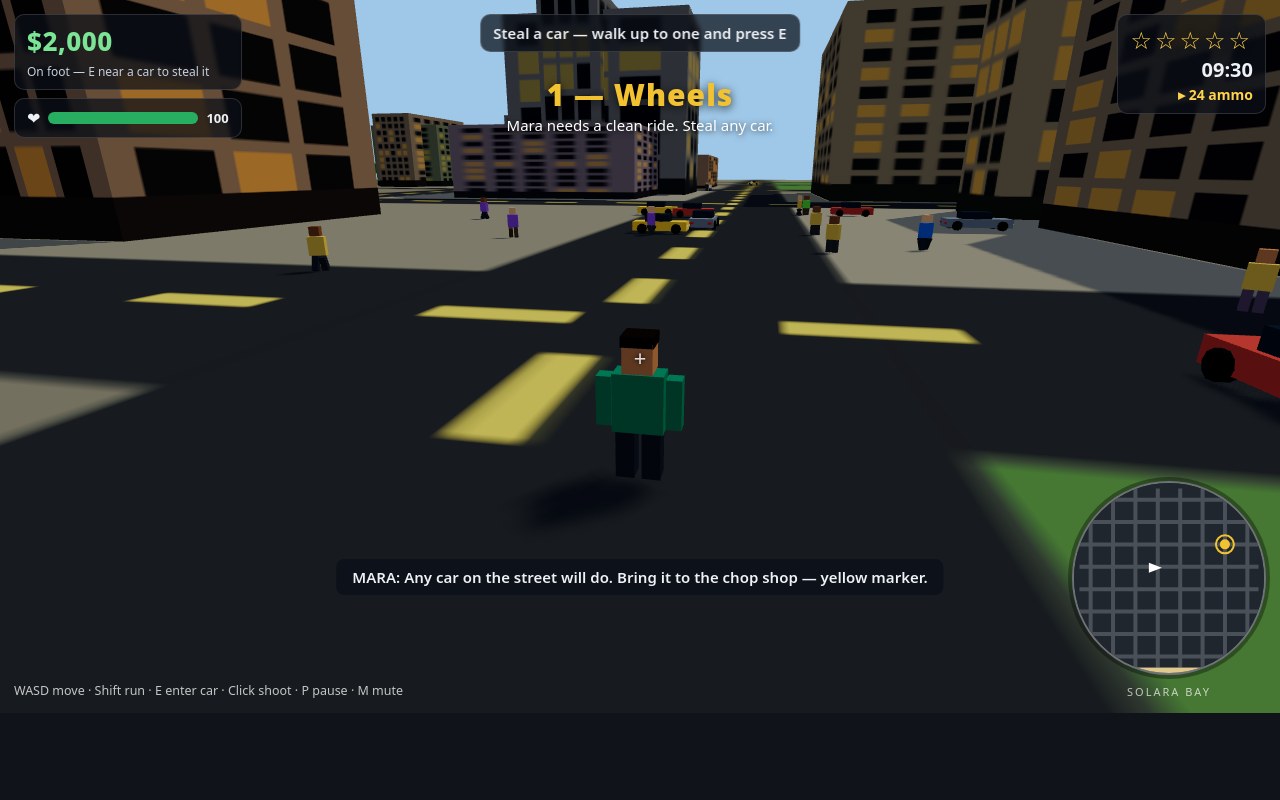 $2,000
On foot — E near a car to steal it
❤ 100
Steal a car — walk up to one and press E
1 — Wheels
Mara needs a clean ride. Steal any car.
☆☆☆☆☆
09:30
▸ 24 ammo
MARA: Any car on the street will do. Bring it to the chop shop — yellow marker.
WASD move · Shift run · E enter car · Click shoot · P pause · M mute
SOLARA BAY